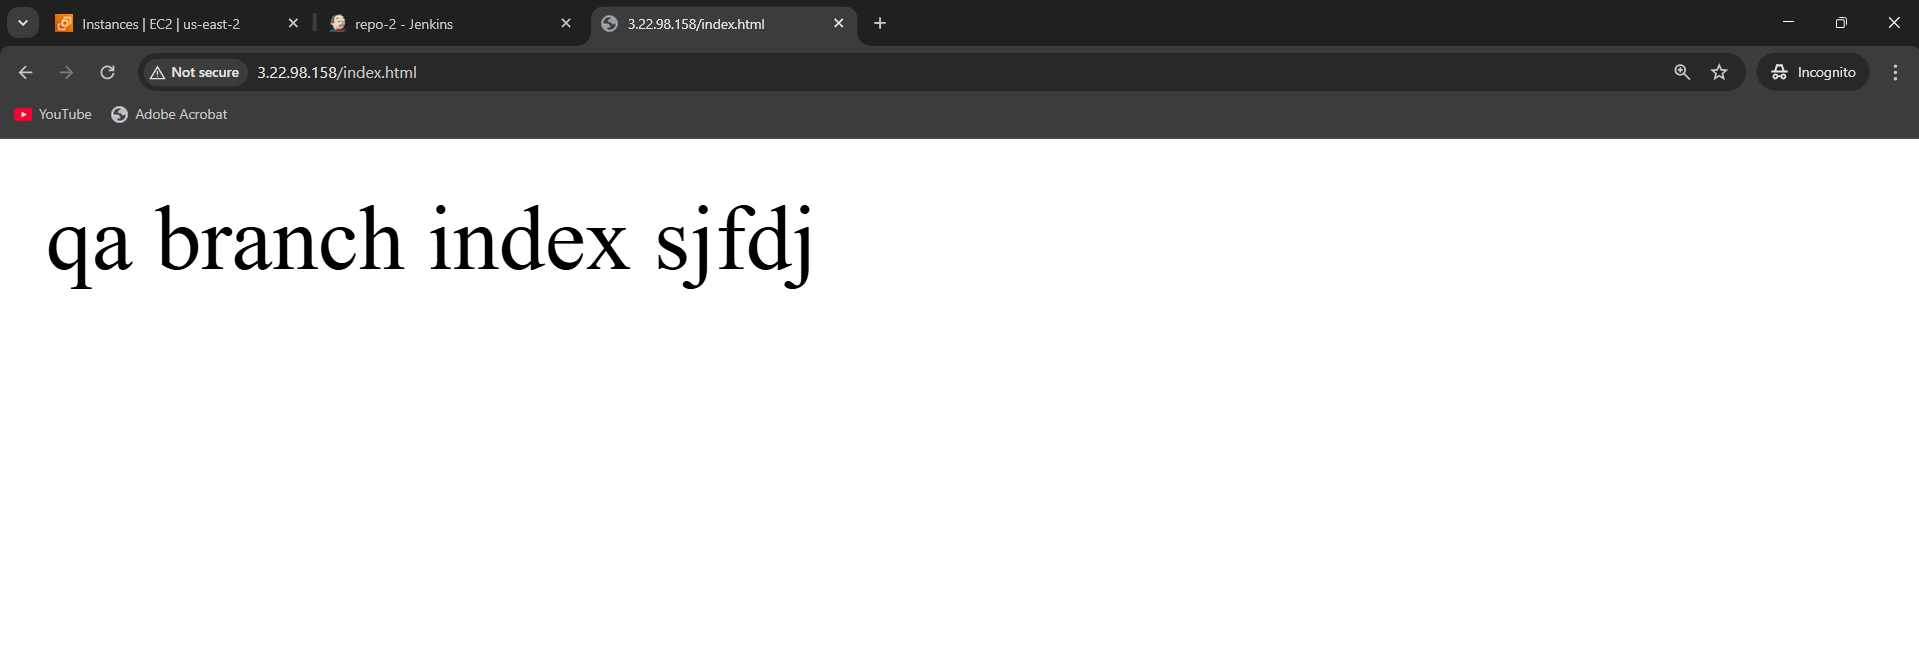 Instances | EC2 | us-east-2
repo-2 - Jenkins
3.22.98.158/index.html
Not secure
3.22.98.158/index.html
Incognito
YouTube
Adobe Acrobat
qa branch index sjfdj